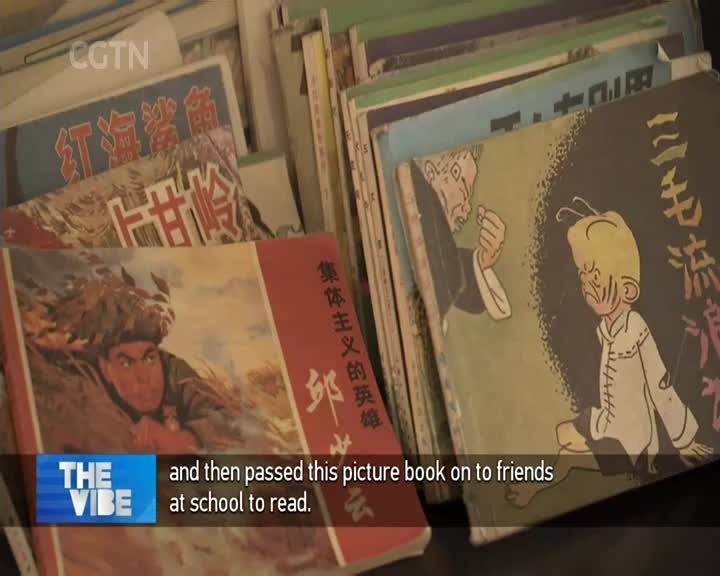 CGTN
红海鲨鱼
上甘岭
集体主义的英雄
邱少云
三毛流浪
THE
VIBE
and then passed this picture book on to friends
at school to read.